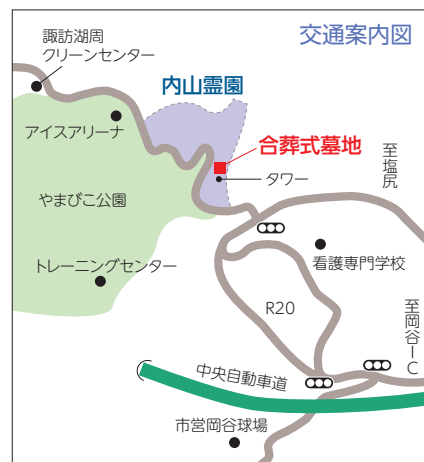 交通案内図
諏訪湖周
クリーンセンター
内山霊園
アイスアリーナ
合葬式墓地
タワー
至塩尻
やまびこ公園
看護専門学校
トレーニングセンター
R20
至岡谷IC
中央自動車道
市営岡谷球場